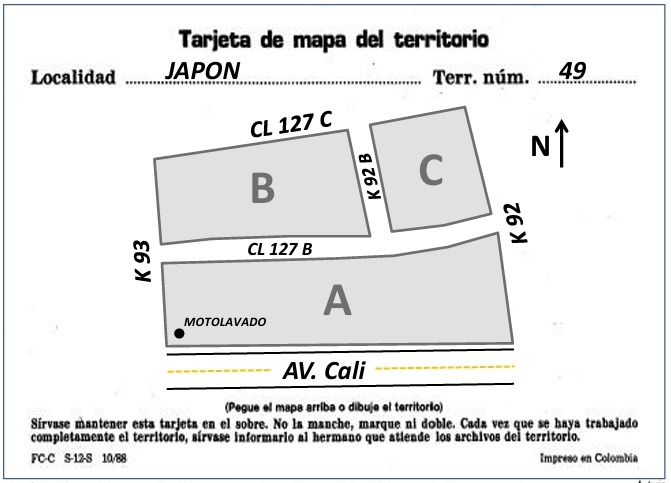 Tarjeta de mapa del territorio
Localidad JAPON Terr. núm. 49
CL 127 C
N
B
K 92 B
C
K 92
K 93
CL 127 B
A
MOTOLAVADO
AV. Cali
(Pegue el mapa arriba o dibuje el territorio)
Sírvase mantener esta tarjeta en el sobre. No la manche, marque ni doble. Cada vez que se haya trabajado
completamente el territorio, sírvase informarlo al hermano que atiende los archivos del territorio.
FC-C S-12-S 10/88 Impreso en Colombia